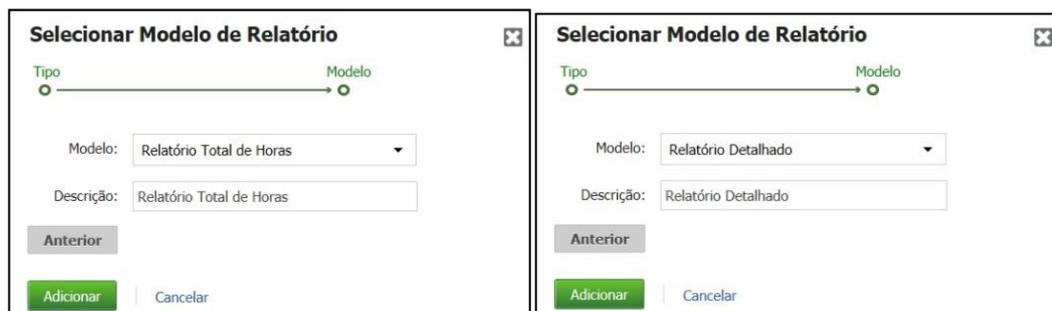 Selecionar Modelo de Relatório
Tipo Modelo
Modelo: Relatório Total de Horas
Descrição: Relatório Total de Horas
Anterior
Adicionar Cancelar
Selecionar Modelo de Relatório
Tipo Modelo
Modelo: Relatório Detalhado
Descrição: Relatório Detalhado
Anterior
Adicionar Cancelar